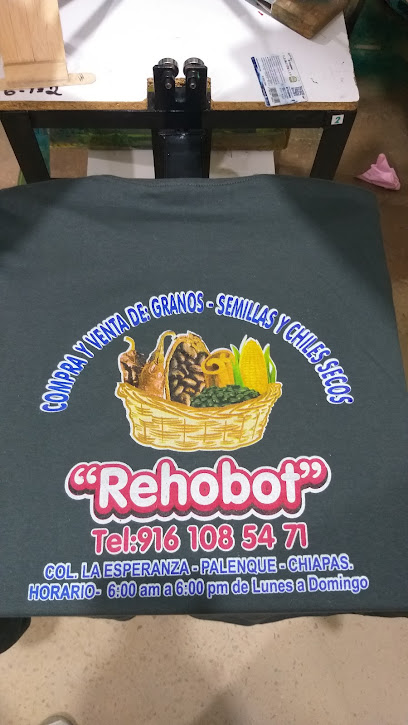 COMPRA Y VENTA DE: GRANOS - SEMILLAS Y CHILES SECOS
“Rehobot”
Tel:916 108 54 71
COL. LA ESPERANZA - PALENQUE - CHIAPAS.
HORARIO- 6:00 am a 6:00 pm de Lunes a Domingo
2